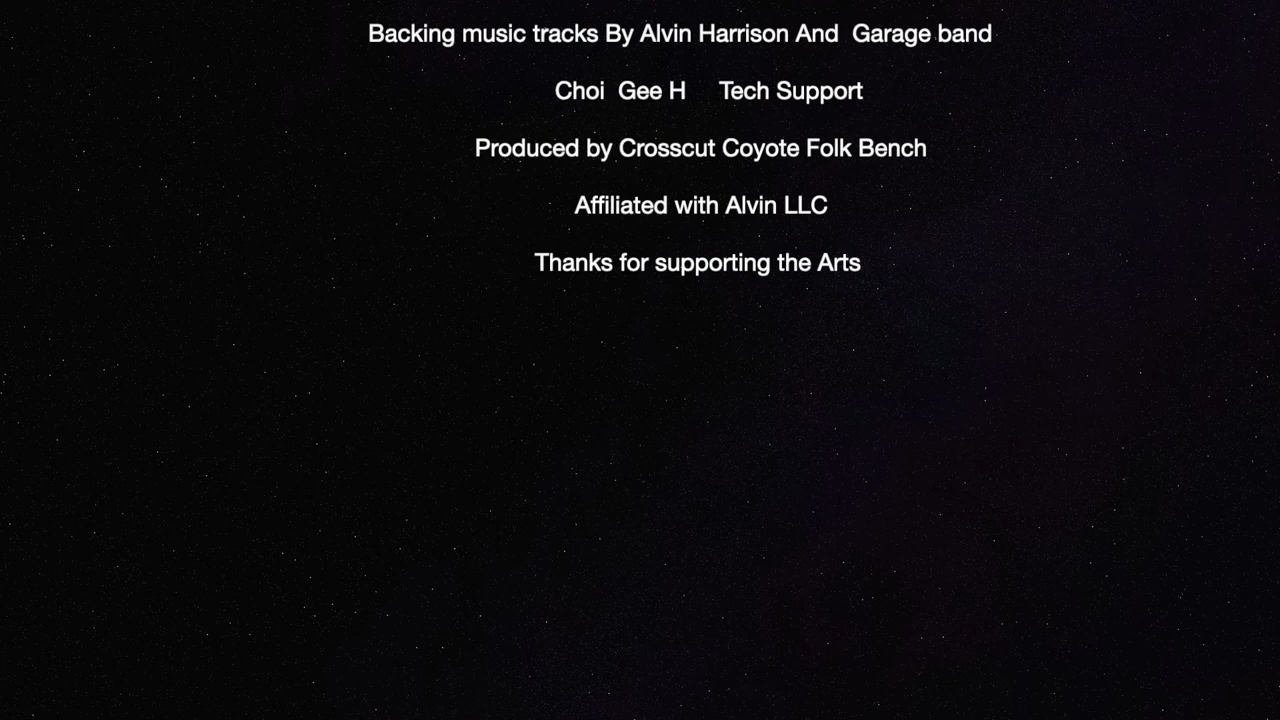 Backing music tracks By Alvin Harrison And  Garage band
Choi  Gee H     Tech Support
Produced by Crosscut Coyote Folk Bench
Affiliated with Alvin LLC
Thanks for supporting the Arts